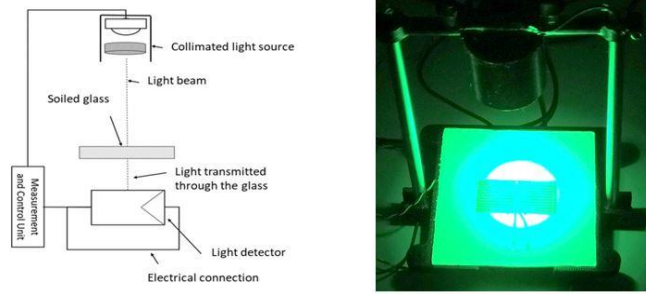 Collimated light source
Light beam
Soiled glass
Light transmitted
through the glass
Measurement
and Control Unit
Light detector
Electrical connection